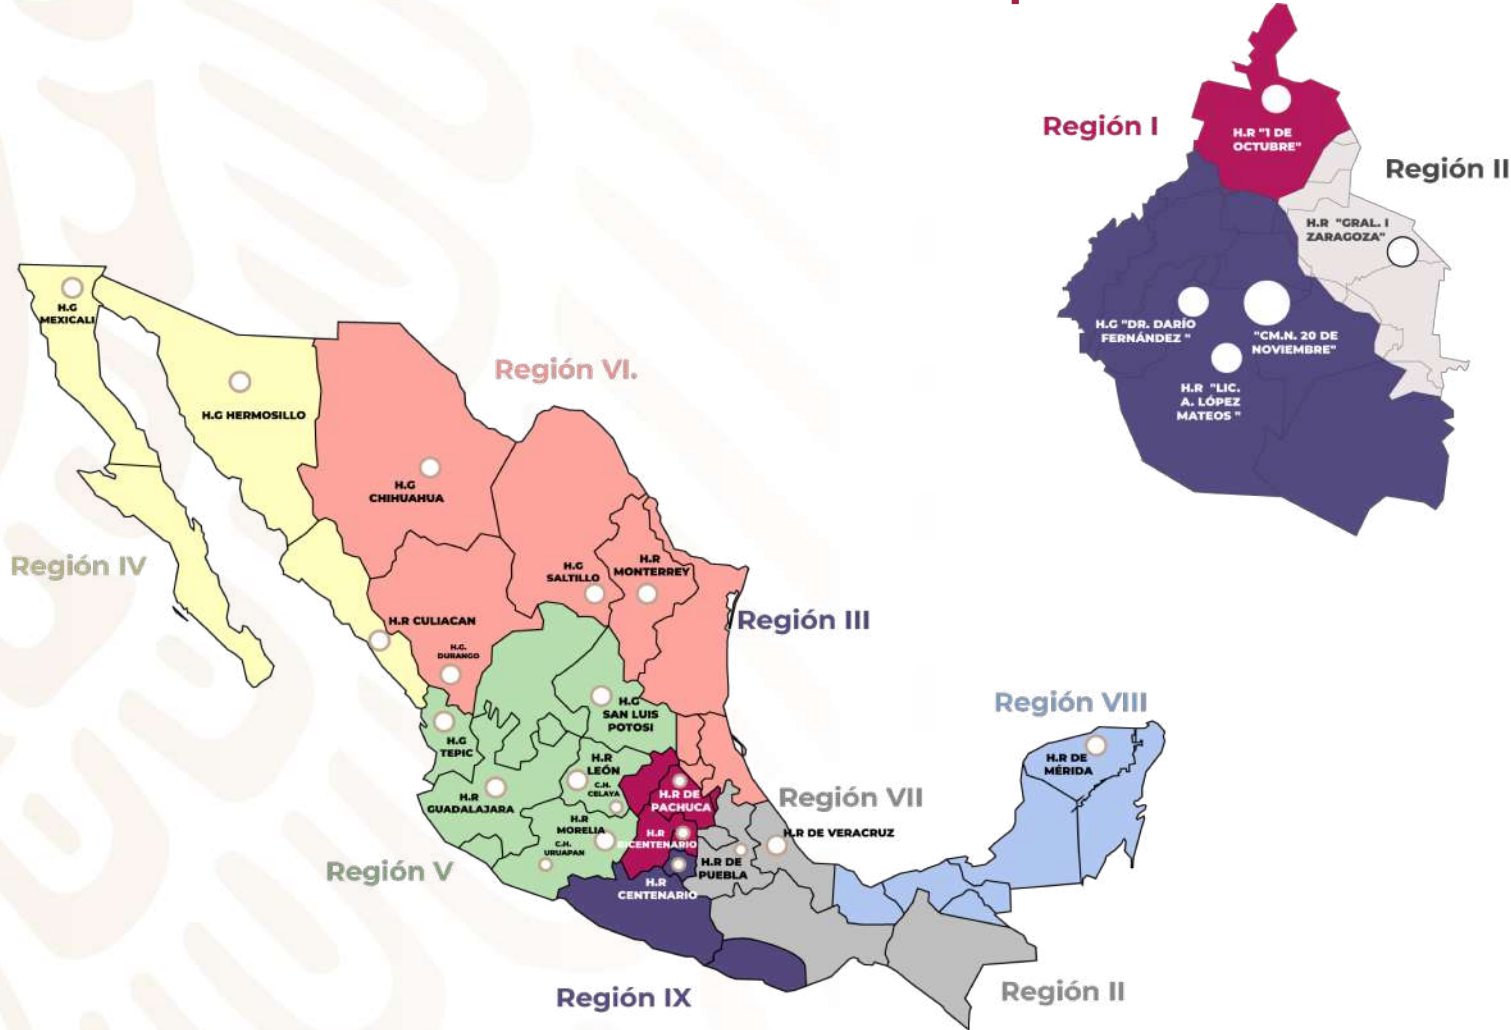 Región I
H.R "1 DE
OCTUBRE"
Región II
H.R "GRAL. I
ZARAGOZA"
H.G "DR. DARÍO
FERNÁNDEZ "
"CM.N. 20 DE
NOVIEMBRE"
H.R "LIC.
A. LÓPEZ
MATEOS "
H.G
MEXICALI
H.G HERMOSILLO
Región VI.
H.G
CHIHUAHUA
Región IV
H.G
SALTILLO
H.R
MONTERREY
H.R CULIACAN
H.G.
DURANGO
Región III
H.G
SAN LUIS
POTOSI
H.G
TEPIC
H.R
LEÓN
C.H.
CELAYA
H.R
GUADALAJARA
H.R DE
PACHUCA
Región VIII
H.R DE
MÉRIDA
Región VII
H.R DE VERACRUZ
H.R
MORELIA
C.H.
URUAPAN
H.R
BICENTENARIO
H.R DE
PUEBLA
Región V
H.R
CENTENARIO
Región IX
Región II